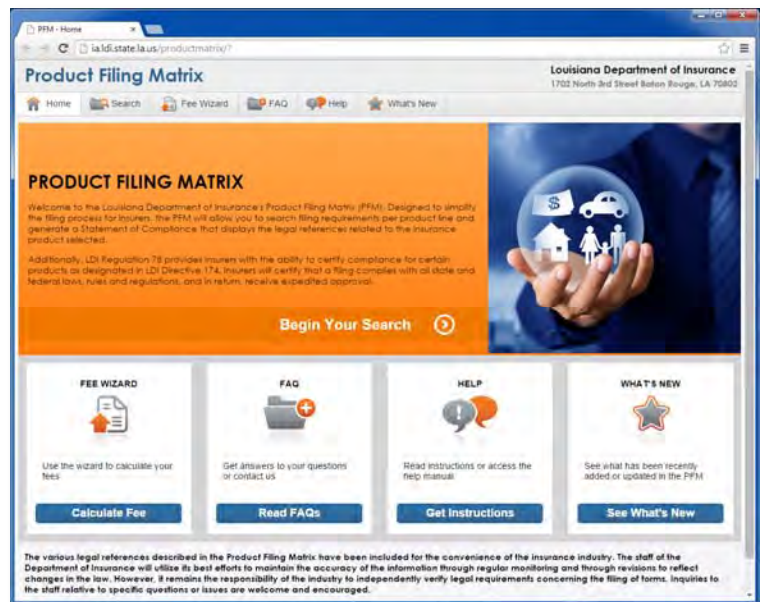 PFM - Home
ia.ldi.state.la.us/productmatrix/?
Product Filing Matrix
Louisiana Department of Insurance
1702 North 3rd Street Baton Rouge, LA 70802
Home Search Fee Wizard FAQ Help What's New
PRODUCT FILING MATRIX
Welcome to the Louisiana Department of Insurance's Product Filing Matrix (PFM). Designed to simplify
the filing process for insurers, the PFM will allow you to search filing requirements per product line and
generate a Statement of Compliance that displays the legal references related to the insurance
product selected.
Additionally, LDI Regulation 78 provides insurers with the ability to certify compliance for certain
products as designated in LDI Directive 174. Insurers will certify that a filing complies with all state and
federal laws, rules and regulations, and in return, receive expedited approval.
$
Begin Your Search
FEE WIZARD
Use the wizard to calculate your
fees
Calculate Fee
FAQ
Get answers to your questions
or contact us
Read FAQs
HELP
Read instructions or access the
help manual
Get Instructions
WHAT'S NEW
See what has been recently
added or updated in the PFM
See What's New
The various legal references described in the Product Filing Matrix have been included for the convenience of the insurance industry. The staff of the
Department of Insurance will utilize its best efforts to maintain the accuracy of the information through regular monitoring and through revisions to reflect
changes in the law. However, it remains the responsibility of the industry to independently verify legal requirements concerning the filing of forms. Inquiries to
the staff relative to specific questions or issues are welcome and encouraged.